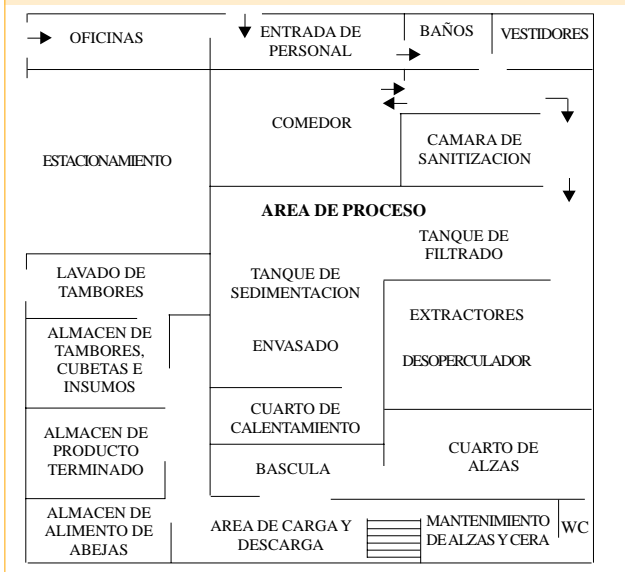 OFICINAS
ENTRADA DE
PERSONAL
BAÑOS
VESTIDORES
COMEDOR
CAMARA DE
SANITIZACION
ESTACIONAMIENTO
AREA DE PROCESO
TANQUE DE
FILTRADO
LAVADO DE
TAMBORES
TANQUE DE
SEDIMENTACION
EXTRACTORES
ALMACEN DE
TAMBORES,
CUBETAS E
INSUMOS
ENVASADO
DESOPERCULADOR
CUARTO DE
CALENTAMIENTO
ALMACEN DE
PRODUCTO
TERMINADO
BASCULA
CUARTO DE
ALZAS
ALMACEN DE
ALIMENTO DE
ABEJAS
AREA DE CARGA Y
DESCARGA
MANTENIMIENTO
DE ALZAS Y CERA
WC